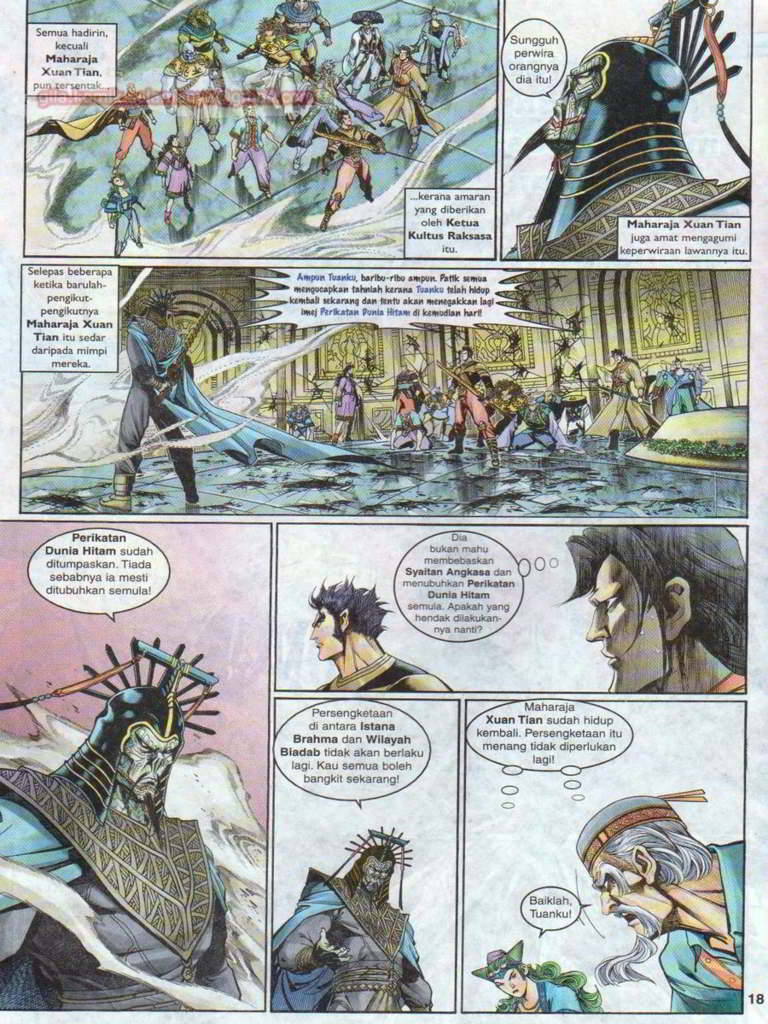 Semua hadirin,
kecuali
Maharaja
Xuan Tian,
pun tersentak...
...kerana amaran
yang diberikan
oleh Ketua
Kultus Raksasa
itu.
Sungguh
perwira
orangnya
dia itu!
Maharaja Xuan Tian
juga amat mengagumi
keperwiraan lawannya itu.
Selepas beberapa
ketika barulah-
pengikut-
pengikutnya
Maharaja Xuan
Tian itu sedar
daripada mimpi
mereka.
Ampun Tuanku, baribu-ribu ampun. Patik semua
mengucapkan tahniah kerana Tuanku telah hidup
kembali sekarang dan tentu akan menegakkan lagi
imej Perikatan Dunia Hitam di kemudian hari!
Perikatan
Dunia Hitam sudah
ditumpaskan. Tiada
sebabnya ia mesti
ditubuhkan semula!
Dia
bukan mahu
membebaskan
Syaitan Angkasa dan
menubuhkan Perikatan
Dunia Hitam
semula. Apakah yang
hendak dilakukan-
nya nanti?
Persengketaan
di antara Istana
Brahma dan Wilayah
Biadab tidak akan berlaku
lagi. Kau semua boleh
bangkit sekarang!
Maharaja
Xuan Tian sudah hidup
kembali. Persengketaan itu
menang tidak diperlukan
lagi!
Baiklah,
Tuanku!
18